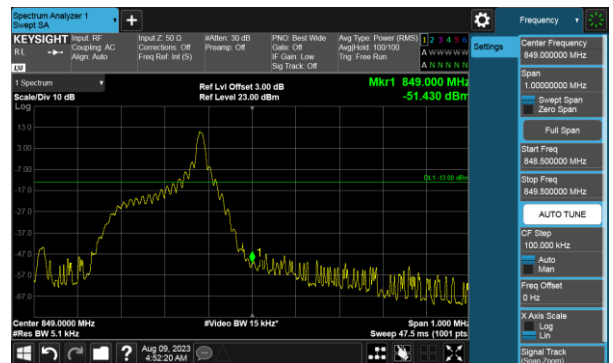 Spectrum Analyzer 1
Swept SA
Frequency
KEYSIGHT
RL
Input: RF
Coupling: AC
Align: Auto
Input Z: 50 Ω
Corrections: Off
Freq Ref: Int (S)
#Atten: 30 dB
Preamp: Off
PNO: Best Wide
Gate: Off
IF Gain: Low
Sig Track: Off
Avg Type: Power (RMS)
Avg|Hold: 100/100
Trig: Free Run
1 2 3 4 5 6
A W W W W W
A N N N N N
LW
1 Spectrum
Scale/Div 10 dB
Log
Ref Lvl Offset 3.00 dB
Ref Level 23.00 dBm
Mkr1 849.000 MHz
-51.430 dBm
13.0
3.00
-7.00
-17.0
-27.0
-37.0
-47.0
-57.0
-67.0
DL1 -13.00 dBm
1
Center 849.0000 MHz
#Res BW 5.1 kHz
#Video BW 15 kHz*
Span 1.000 MHz
Sweep 47.5 ms (1001 pts)
Aug 09, 2023
4:52:20 AM
Settings
Center Frequency
849.000000 MHz
Span
1.00000000 MHz
Swept Span
Zero Span
Full Span
Start Freq
848.500000 MHz
Stop Freq
849.500000 MHz
AUTO TUNE
CF Step
100.000 kHz
Auto
Man
Freq Offset
0 Hz
X Axis Scale
Log
Lin
Signal Track
(Span Zoom)